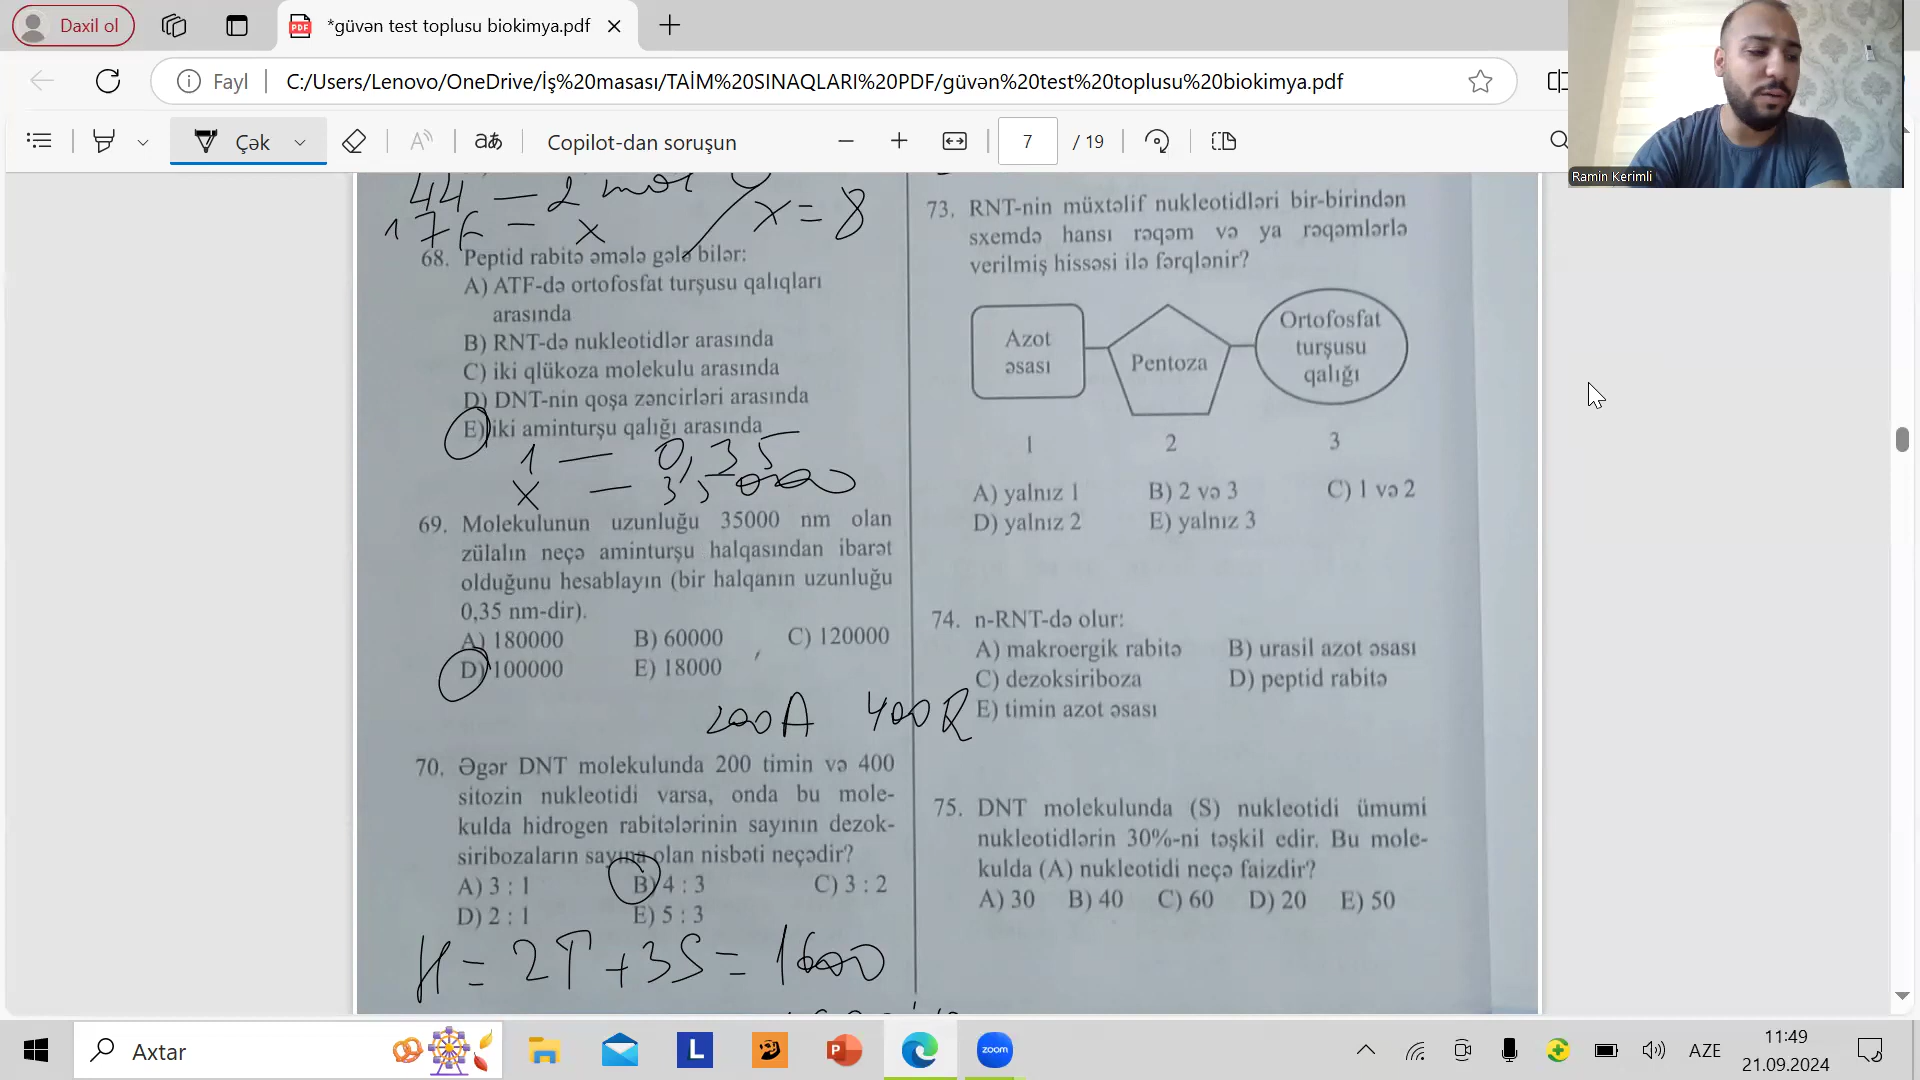 Daxil ol
*güvən test toplusu biokimya.pdf
Fayl
C:/Users/Lenovo/OneDrive/İş%20masası/TAİM%20SINAQLARI%20PDF/güvən%20test%20toplusu%20biokimya.pdf
Çək
Copilot-dan soruşun
7 / 19
Ramin Kerimli
44 — 2 mol
176 — x
x = 8
68. Peptid rabitə əmələ gələ bilər:
A) ATF-də ortofosfat turşusu qalıqları
arasında
B) RNT-də nukleotidlər arasında
C) iki qlükoza molekulu arasında
D) DNT-nin qoşa zəncirləri arasında
E) iki aminturşu qalığı arasında
1 — 0,35
x — 35000
69. Molekulunun uzunluğu 35000 nm olan
zülalın neçə aminturşu halqasından ibarət
olduğunu hesablayın (bir halqanın uzunluğu
0,35 nm-dir).
A) 180000 B) 60000 C) 120000
D) 100000 E) 18000
200A 400Q
70. Əgər DNT molekulunda 200 timin və 400
sitozin nukleotidi varsa, onda bu mole-
kulda hidrogen rabitələrinin sayının dezok-
siribozaların sayına olan nisbəti neçədir?
A) 3 : 1 B) 4 : 3 C) 3 : 2
D) 2 : 1 E) 5 : 3
H = 2T + 3S = 1600
73. RNT-nin müxtəlif nukleotidləri bir-birindən
sxemdə hansı rəqəm və ya rəqəmlərlə
verilmiş hissəsi ilə fərqlənir?
Azot
əsası
Pentoza
Ortofosfat
turşusu
qalığı
1 2 3
A) yalnız 1 B) 2 və 3 C) 1 və 2
D) yalnız 2 E) yalnız 3
74. n-RNT-də olur:
A) makroergik rabitə B) urasil azot əsası
C) dezoksiriboza D) peptid rabitə
E) timin azot əsası
75. DNT molekulunda (S) nukleotidi ümumi
nukleotidlərin 30%-ni təşkil edir. Bu mole-
kulda (A) nukleotidi neçə faizdir?
A) 30 B) 40 C) 60 D) 20 E) 50
Axtar
L
zoom
AZE
11:49
21.09.2024